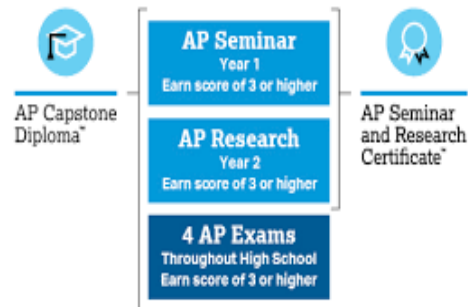 AP Capstone
Diploma™
AP Seminar
Year 1
Earn score of 3 or higher
AP Research
Year 2
Earn score of 3 or higher
4 AP Exams
Throughout High School
Earn score of 3 or higher
AP Seminar
and Research
Certificate™